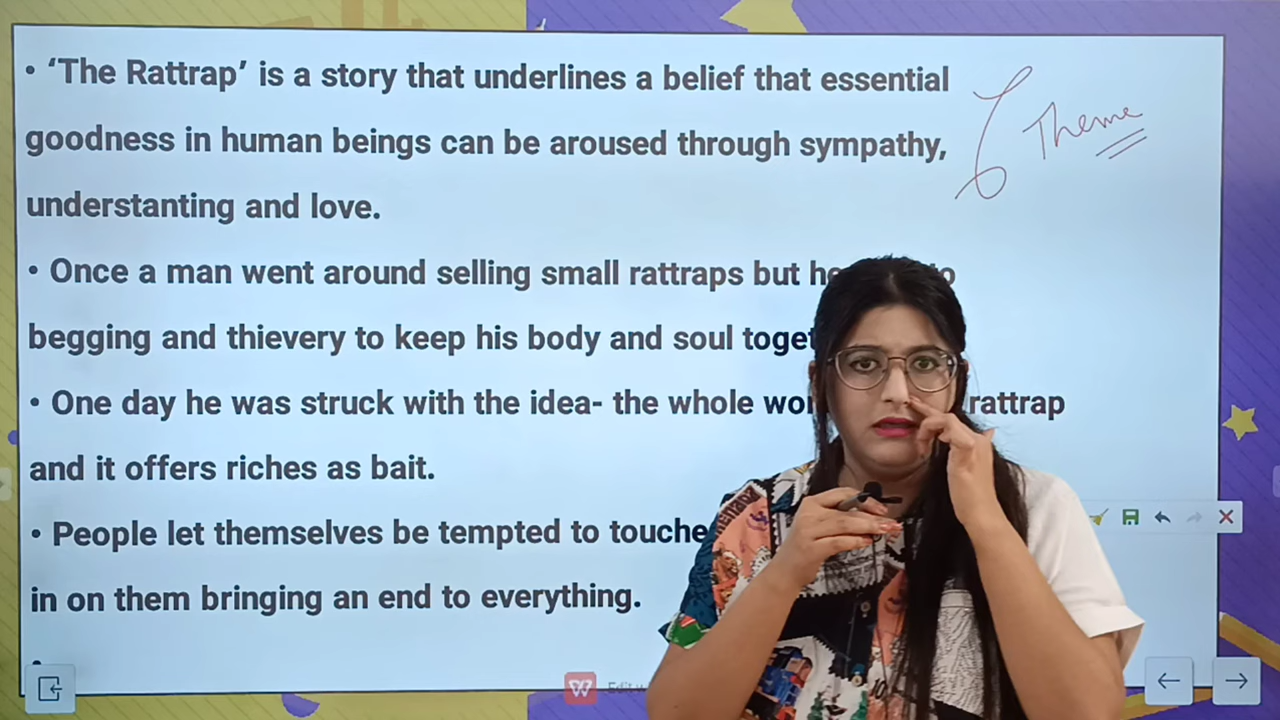 • ‘The Rattrap’ is a story that underlines a belief that essential
goodness in human beings can be aroused through sympathy,
understanting and love.
Theme
• Once a man went around selling small rattraps but he to
begging and thievery to keep his body and soul
• One day he was struck with the idea- the whole rattrap
and it offers riches as bait.
• People let themselves be tempted to
in on them bringing an end to everything.
•